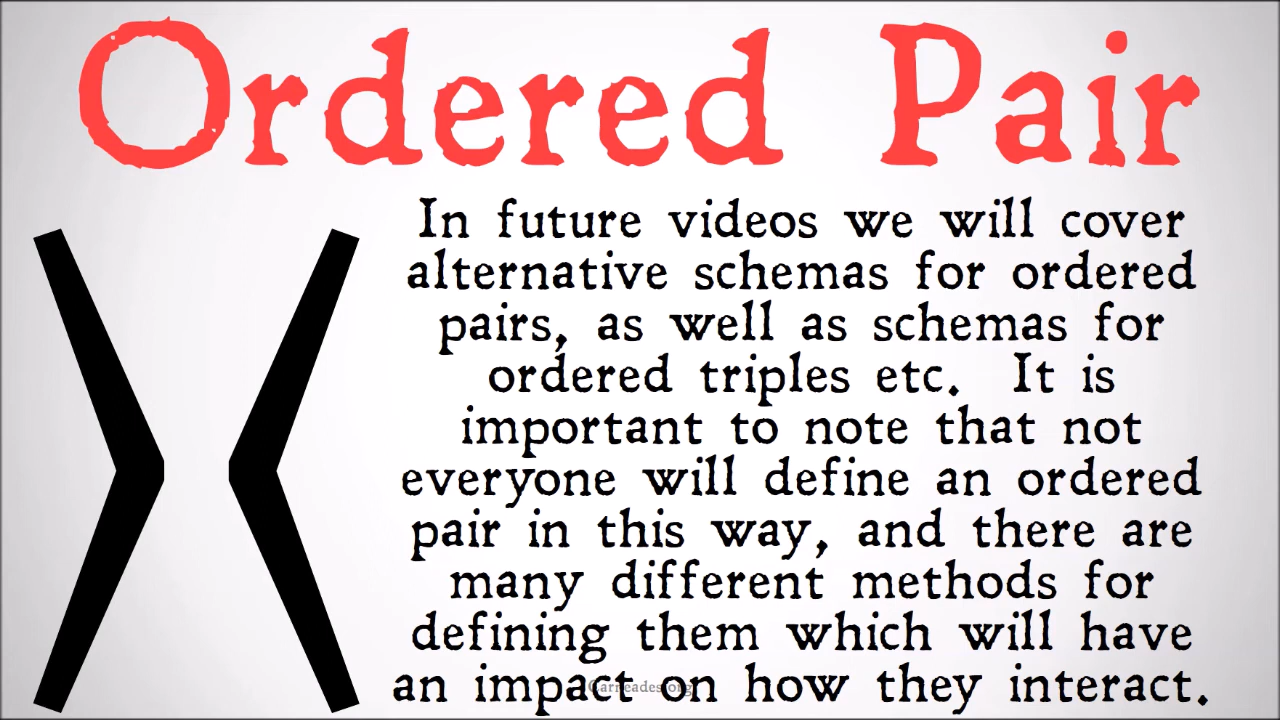 Ordered Pair
In future videos we will cover
alternative schemas for ordered
pairs, as well as schemas for
ordered triples etc.  It is
important to note that not
everyone will define an ordered
pair in this way, and there are
many different methods for
defining them which will have
an impact on how they interact.
Carneades.org